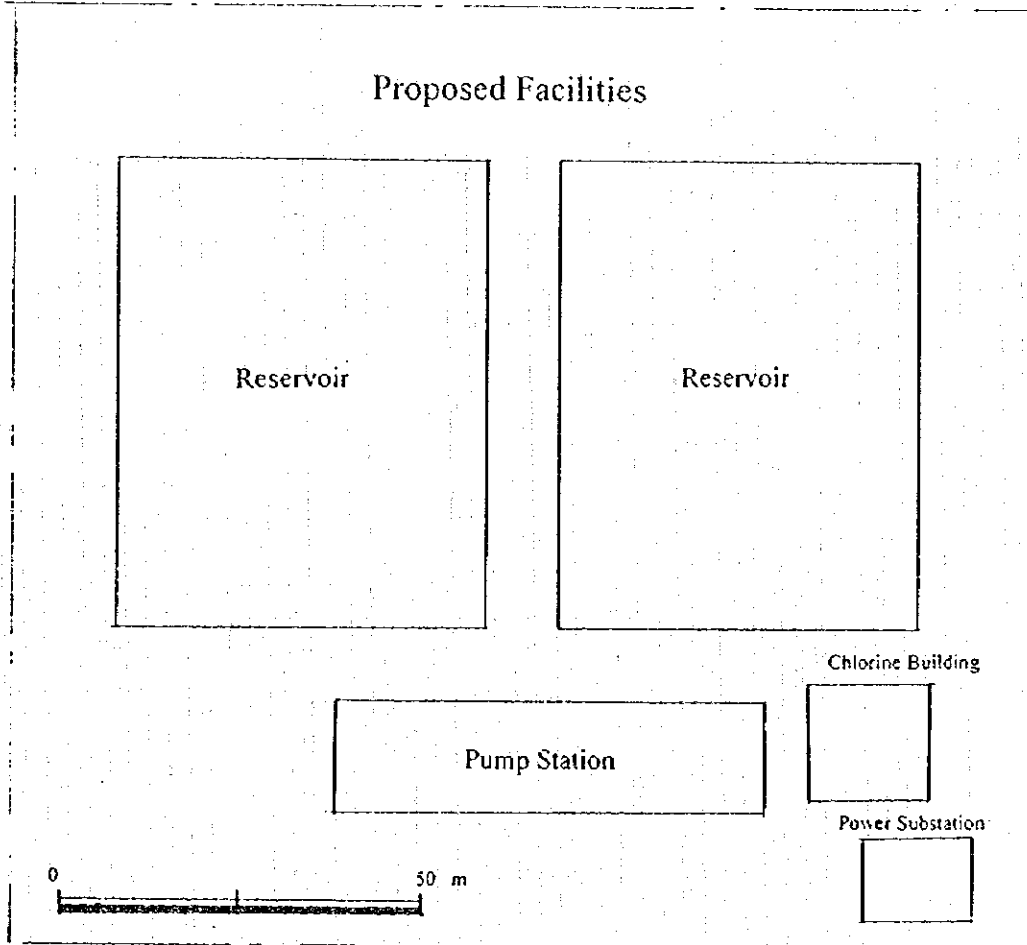 Proposed Facilities
Reservoir
Reservoir
Chlorine Building
Pump Station
Power Substation
0
50 m